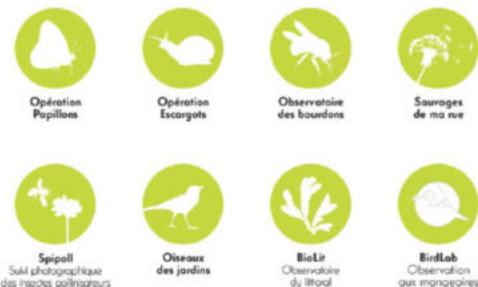 Opération
Papillons
Opération
Escargots
Observatoire
des bourdons
Sauvages
de ma rue
Spipoll
Suivi photographique
des insectes pollinisateurs
Oiseaux
des jardins
BioLit
Observatoire
du littoral
BirdLab
Observation
aux mangeoires